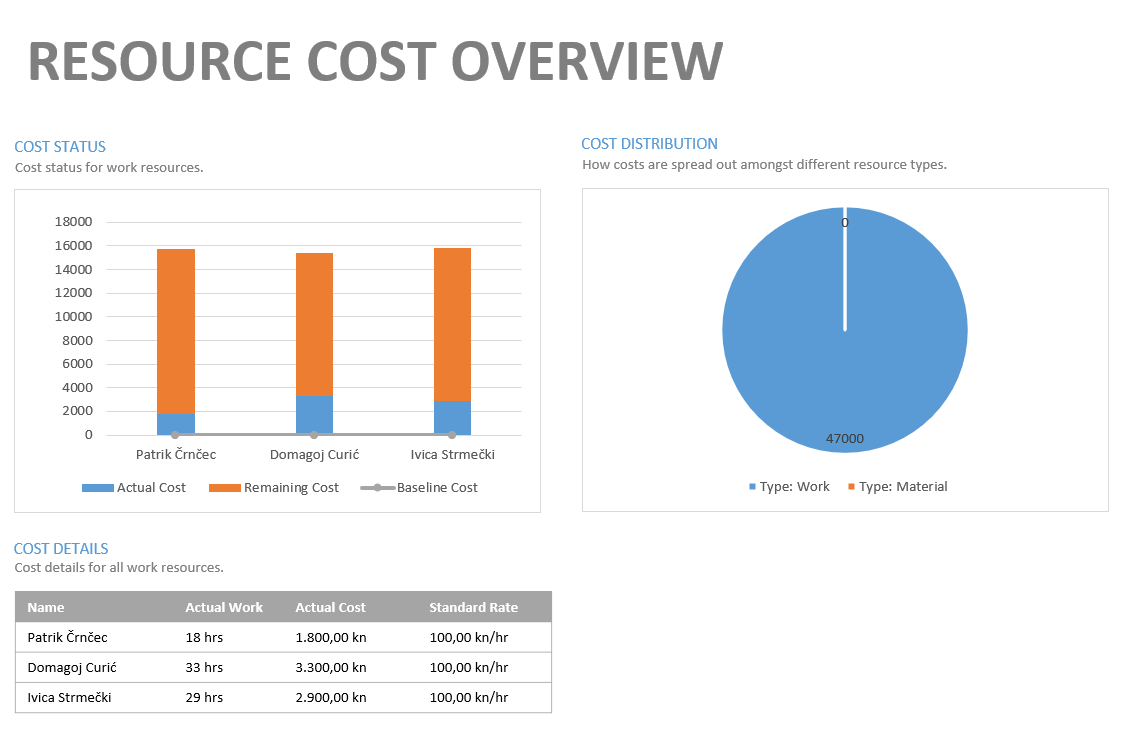 RESOURCE COST OVERVIEW
COST STATUS
Cost status for work resources.
18000
16000
14000
12000
10000
8000
6000
4000
2000
0
Patrik Črnčec Domagoj Curić Ivica Strmečki
Actual Cost Remaining Cost Baseline Cost
COST DISTRIBUTION
How costs are spread out amongst different resource types.
0
47000
Type: Work Type: Material
COST DETAILS
Cost details for all work resources.
Name Actual Work Actual Cost Standard Rate
Patrik Črnčec 18 hrs 1.800,00 kn 100,00 kn/hr
Domagoj Curić 33 hrs 3.300,00 kn 100,00 kn/hr
Ivica Strmečki 29 hrs 2.900,00 kn 100,00 kn/hr